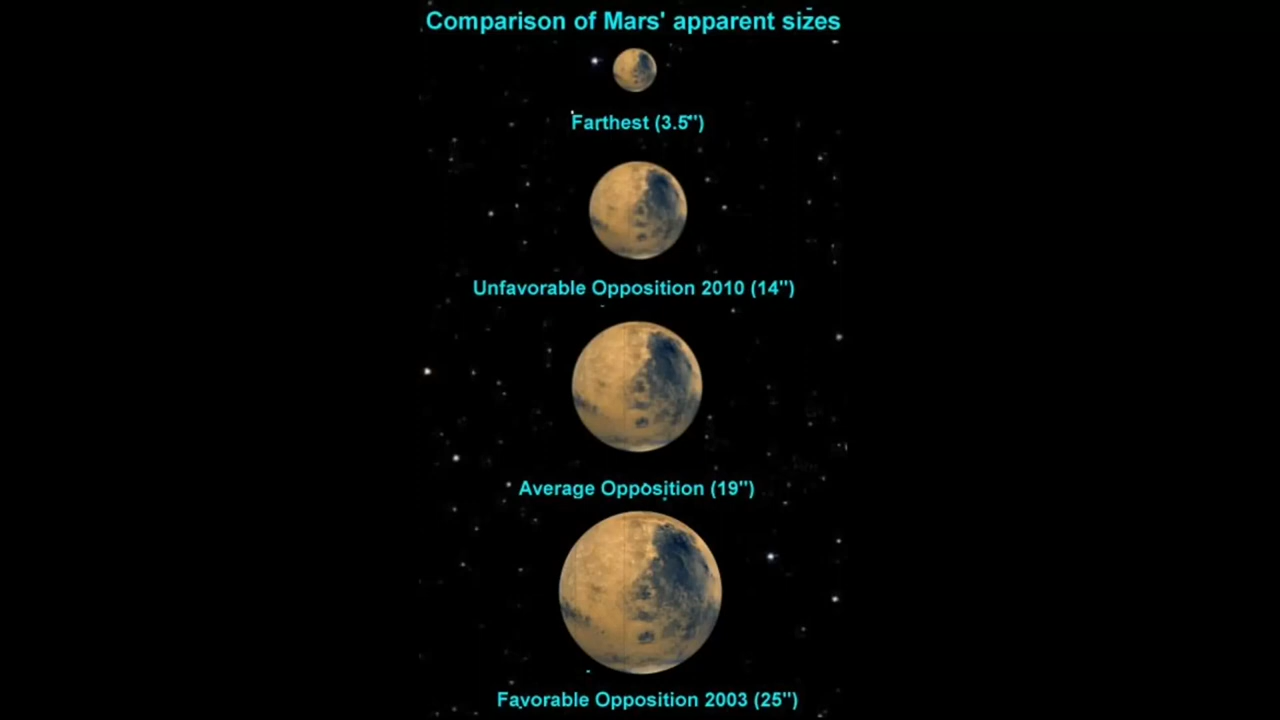 Comparison of Mars' apparent sizes
Farthest (3.5")
Unfavorable Opposition 2010 (14")
Average Opposition (19")
Favorable Opposition 2003 (25")